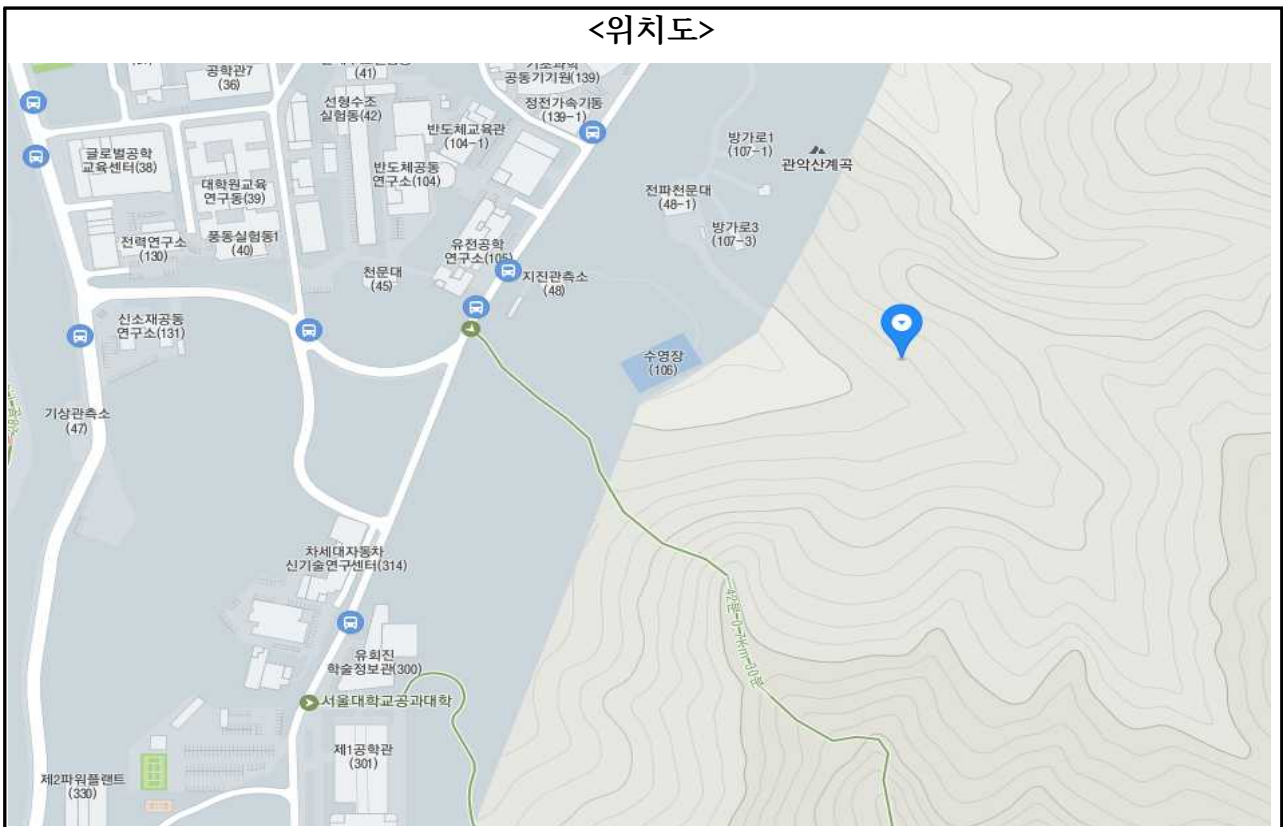 <위치도>
공학관7
(36)
(41)
선형수조
실험동(42)
공동기기원(139)
정전가속기동
(139-1)
반도체교육관
(104-1)
글로벌공학
교육센터(38)
대학원교육
연구동(39)
반도체공동
연구소(104)
방가로1
(107-1)
관악산계곡
전파천문대
(48-1)
방가로3
(107-3)
전력연구소
(130)
풍동실험동1
(40)
유전공학
연구소(105)
천문대
(45)
지진관측소
(48)
신소재공동
연구소(131)
수영장
(106)
기상관측소
(47)
차세대자동차
신기술연구센터(314)
42분-0.7km-30분
유회진
학술정보관(300)
서울대학교공과대학
제1공학관
(301)
제2파워플랜트
(330)